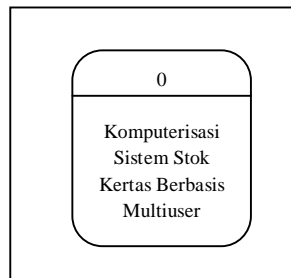 0
Komputerisasi
Sistem Stok
Kertas Berbasis
Multiuser